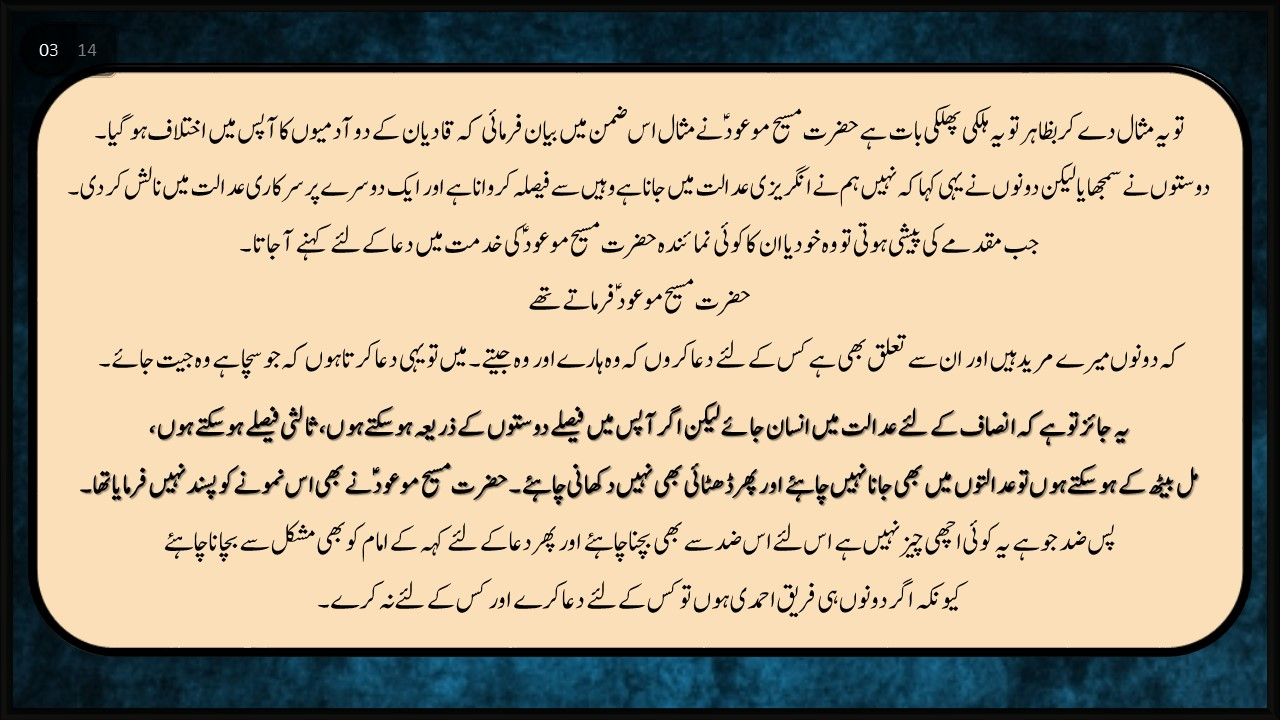 03 14
تو یہ مثال دے کر بظاہر تو یہ ہلکی پھلکی بات ہے حضرت مسیح موعودؑ نے مثال اس ضمن میں بیان فرمائی کہ قادیان کے دو آدمیوں کا آپس میں اختلاف ہو گیا۔
دوستوں نے سمجھایا لیکن دونوں نے یہی کہا کہ نہیں ہم نے انگریزی عدالت میں جانا ہے وہیں سے فیصلہ کروانا ہے اور ایک دوسرے پر سرکاری عدالت میں نالش کر دی۔
جب مقدمے کی پیشی ہوتی تو وہ خود یا ان کا کوئی نمائندہ حضرت مسیح موعودؑ کی خدمت میں دعا کے لئے کہنے آ جاتا۔
حضرت مسیح موعودؑ فرماتے تھے
کہ دونوں میرے مرید ہیں اور ان سے تعلق بھی ہے کس کے لئے دعا کروں کہ وہ ہارے اور وہ جیتے۔ میں تو یہی دعا کرتا ہوں کہ جو سچا ہے وہ جیت جائے۔
یہ جائز تو ہے کہ انصاف کے لئے عدالت میں انسان جائے لیکن اگر آپس میں فیصلے دوستوں کے ذریعہ ہو سکتے ہوں، ثالثی فیصلے ہو سکتے ہوں،
مل بیٹھ کے ہو سکتے ہوں تو عدالتوں میں بھی جانا نہیں چاہئے اور پھر ڈھٹائی بھی نہیں دکھانی چاہئے۔ حضرت مسیح موعودؑ نے بھی اس نمونے کو پسند نہیں فرمایا تھا۔
پس ضد جو ہے یہ کوئی اچھی چیز نہیں ہے اس لئے اس ضد سے بھی بچنا چاہئے اور پھر دعا کے لئے کہہ کے امام کو بھی مشکل سے بچانا چاہئے
کیونکہ اگر دونوں ہی فریق احمدی ہوں تو کس کے لئے دعا کرے اور کس کے لئے نہ کرے۔